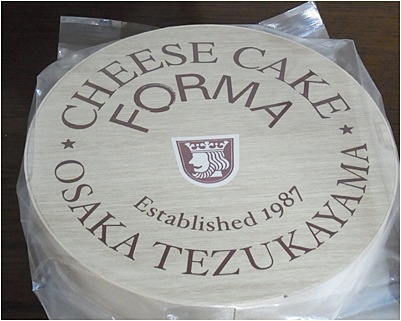 CHEESE CAKE
FORMA
Established 1987
OSAKA TEZUKAYAMA